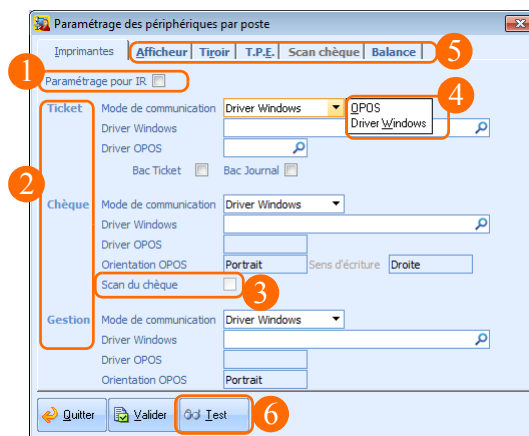 Paramétrage des périphériques par poste
Imprimantes Afficheur Tiroir T.P.E. Scan chèque Balance 5
1
Paramétrage pour IR
4
Ticket Mode de communication Driver Windows OPOS
Driver Windows Driver Windows
Driver OPOS
Bac Ticket Bac Journal
2
Chèque Mode de communication Driver Windows
Driver Windows
Driver OPOS
Orientation OPOS Portrait Sens d'écriture Droite
Scan du chèque 3
Gestion Mode de communication Driver Windows
Driver Windows
Driver OPOS
Orientation OPOS Portrait
Quitter Valider Test 6